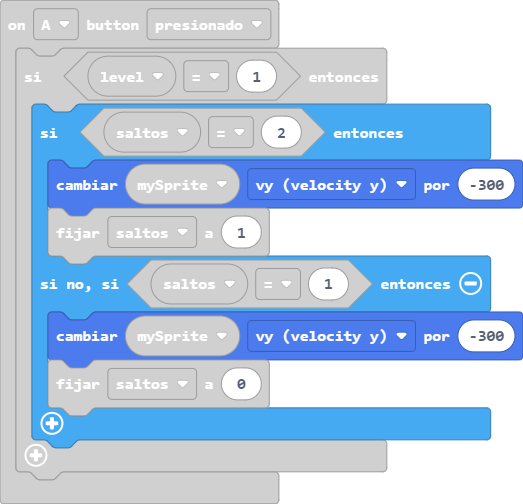 on A button presionado
si level = 1 entonces
si saltos = 2 entonces
cambiar mySprite vy (velocity y) por -300
fijar saltos a 1
si no, si saltos = 1 entonces
cambiar mySprite vy (velocity y) por -300
fijar saltos a 0